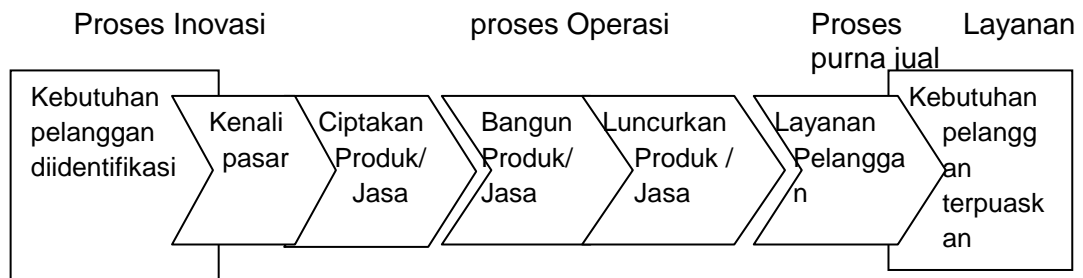 Proses Inovasi
proses Operasi
Proses Layanan
purna jual
Kebutuhan
pelanggan
diidentifikasi
Kenali
pasar
Ciptakan
Produk/
Jasa
Bangun
Produk/
Jasa
Luncurkan
Produk /
Jasa
Layanan
Pelangga
n
Kebutuhan
pelangg
an
terpuask
an